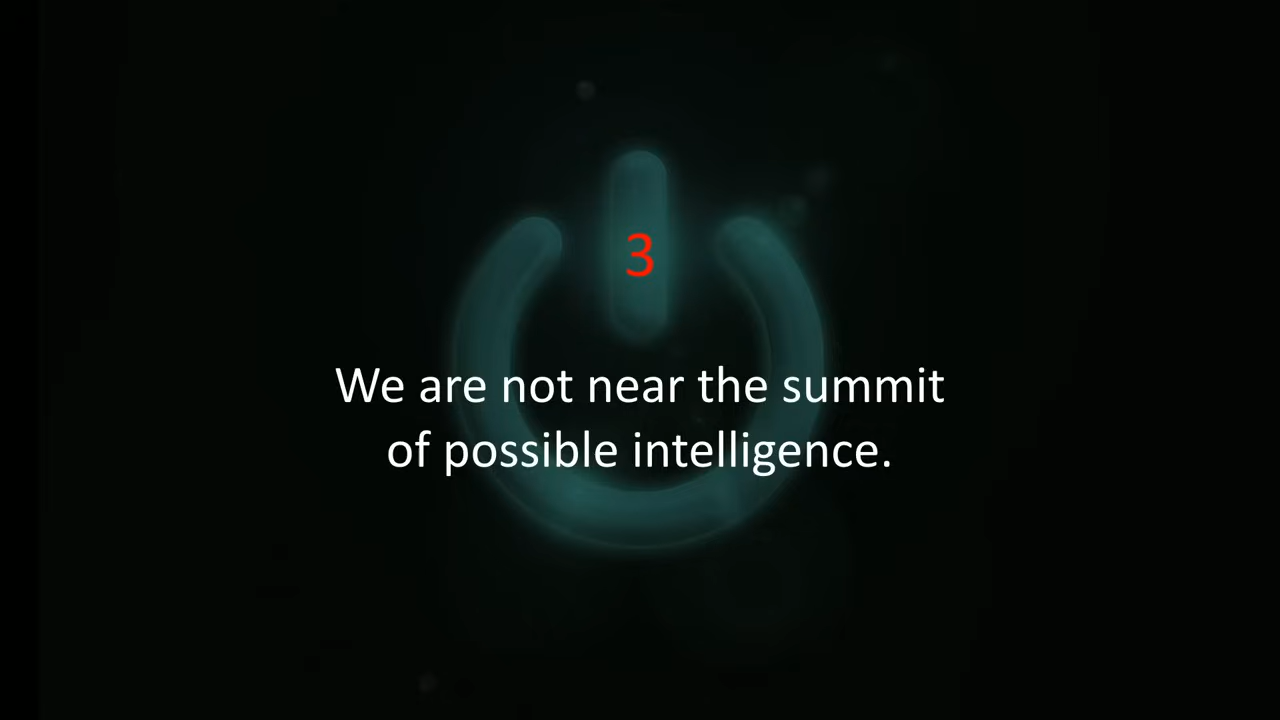 3
We are not near the summit
of possible intelligence.